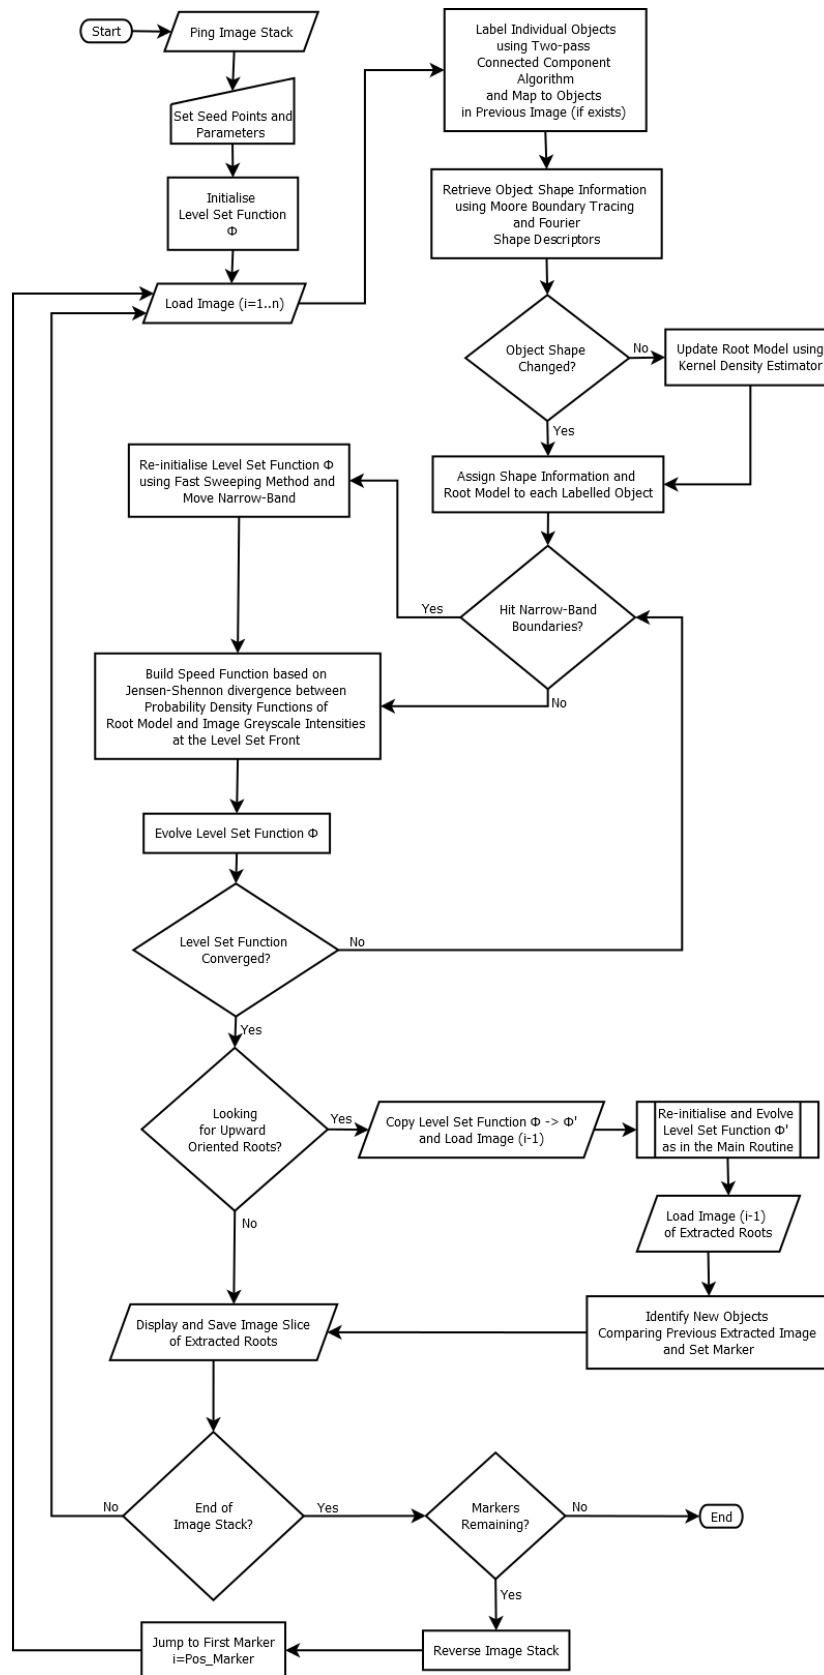 Start
Ping Image Stack
Set Seed Points and
Parameters
Initialise
Level Set Function
Φ
Load Image (i=1..n)
Label Individual Objects
using Two-pass
Connected Component
Algorithm
and Map to Objects
in Previous Image (if exists)
Retrieve Object Shape Information
using Moore Boundary Tracing
and Fourier
Shape Descriptors
Object Shape
Changed?
No
Update Root Model using
Kernel Density Estimator
Yes
Assign Shape Information and
Root Model to each Labelled Object
Hit Narrow-Band
Boundaries?
Yes
No
Re-initialise Level Set Function Φ
using Fast Sweeping Method and
Move Narrow-Band
Build Speed Function based on
Jensen-Shennon divergence between
Probability Density Functions of
Root Model and Image Greyscale Intensities
at the Level Set Front
Evolve Level Set Function Φ
Level Set Function
Converged?
No
Yes
Looking
for Upward
Oriented Roots?
Yes
Copy Level Set Function Φ -> Φ'
and Load Image (i-1)
Re-initialise and Evolve
Level Set Function Φ'
as in the Main Routine
Load Image (i-1)
of Extracted Roots
Identify New Objects
Comparing Previous Extracted Image
and Set Marker
No
Display and Save Image Slice
of Extracted Roots
End of
Image Stack?
No
Yes
Markers
Remaining?
No
End
Yes
Reverse Image Stack
Jump to First Marker
i=Pos_Marker